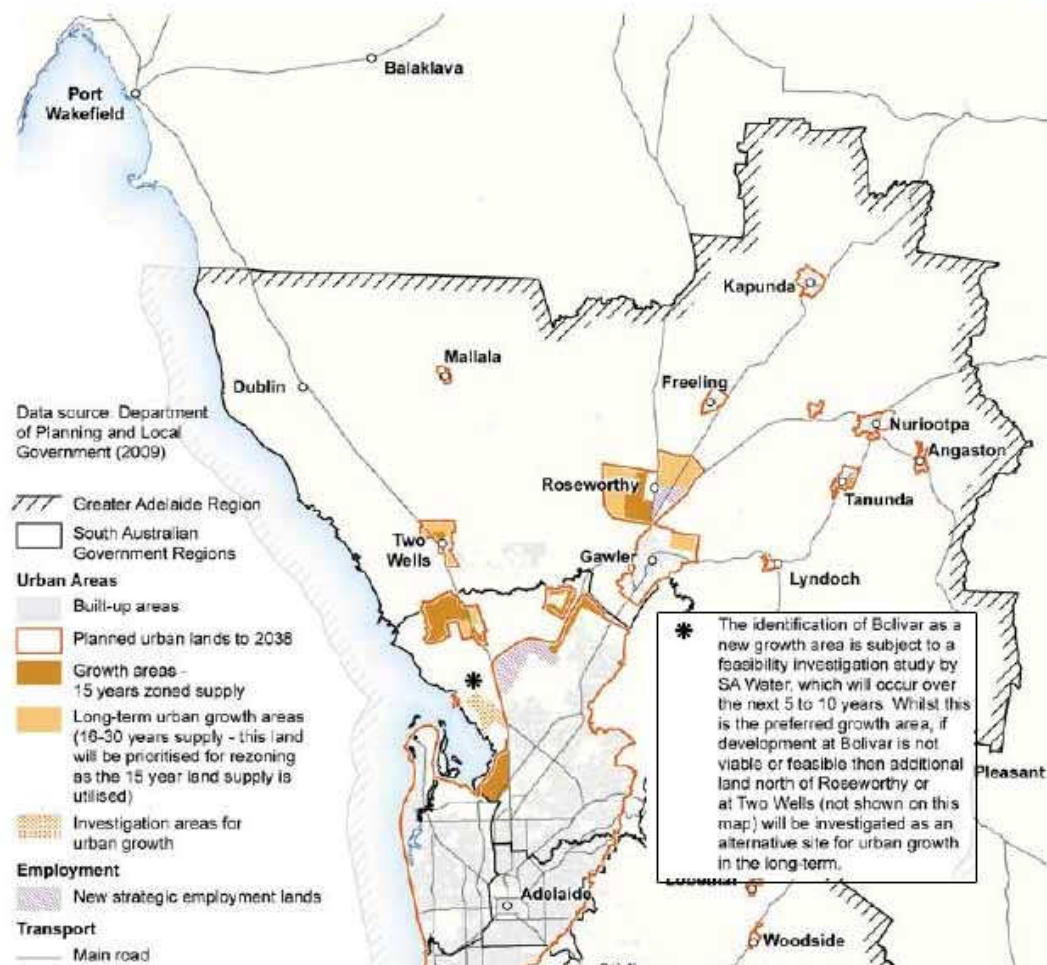 Balaklava
Port
Wakefield
Kapunda
Mallala
Dublin
Freeling
Nuriootpa
Angaston
Tanunda
Roseworthy
Two
Wells
Gawler
Lyndoch
Data source: Department
of Planning and Local
Government (2009)
Greater Adelaide Region
South Australian
Government Regions
Urban Areas
Built-up areas
Planned urban lands to 2038
Growth areas -
15 years zoned supply
Long-term urban growth areas
(16-30 years supply - this land
will be prioritised for rezoning
as the 15 year land supply is
utilised)
Investigation areas for
urban growth
Employment
New strategic employment lands
Transport
Main road
The identification of Bolivar as a
new growth area is subject to a
feasibility investigation study by
SA Water, which will occur over
the next 5 to 10 years. Whilst this
is the preferred growth area, if
development at Bolivar is not
viable or feasible then additional
land north of Roseworthy or
at Two Wells (not shown on this
map) will be investigated as an
alternative site for urban growth
in the long-term.
Pleasant
Adelaide
Woodside